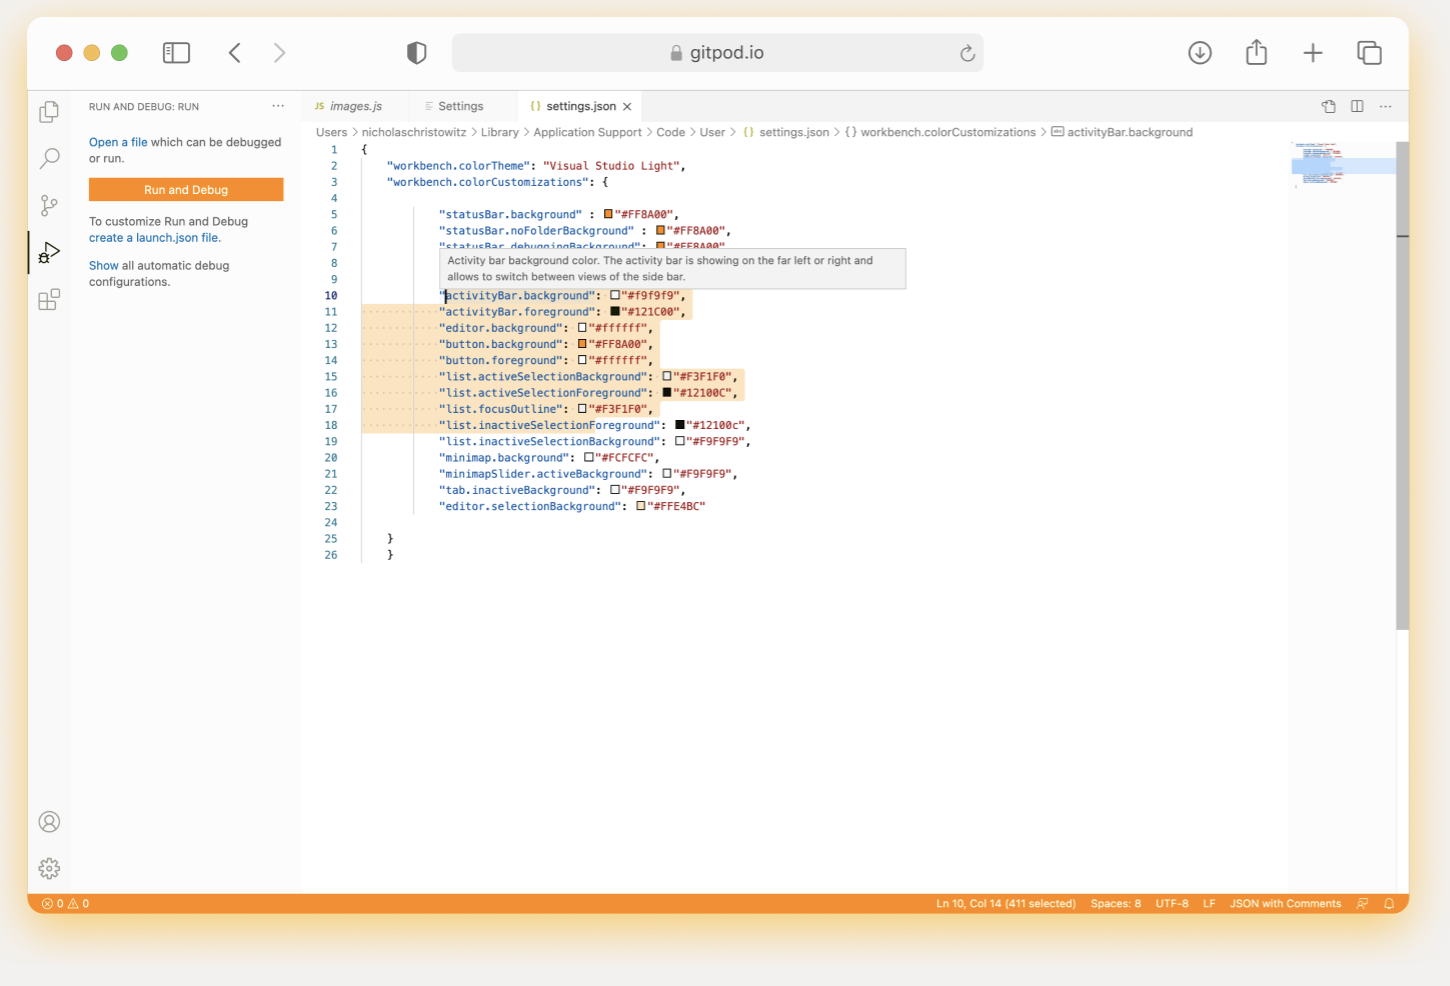 gitpod.io
RUN AND DEBUG: RUN
Open a file which can be debugged
or run.
Run and Debug
To customize Run and Debug
create a launch.json file.
Show all automatic debug
configurations.
JS images.js
Settings
{} settings.json ×
Users > nicholaschristowitz > Library > Application Support > Code > User > {} settings.json > {} workbench.colorCustomizations > activityBar.background
1 {
2 "workbench.colorTheme": "Visual Studio Light",
3 "workbench.colorCustomizations": {
4
5 "statusBar.background" : "#FF8A00",
6 "statusBar.noFolderBackground" : "#FF8A00",
7 "statusBar.debuggingBackground": "#FF8A00"
8
9
Activity bar background color. The activity bar is showing on the far left or right and
allows to switch between views of the side bar.
10 "activityBar.background": "#f9f9f9",
11 "activityBar.foreground": "#121C00",
12 "editor.background": "#ffffff",
13 "button.background": "#FF8A00",
14 "button.foreground": "#ffffff",
15 "list.activeSelectionBackground": "#F3F1F0",
16 "list.activeSelectionForeground": "#12100C",
17 "list.focusOutline": "#F3F1F0",
18 "list.inactiveSelectionForeground": "#12100c",
19 "list.inactiveSelectionBackground": "#F9F9F9",
20 "minimap.background": "#FCFCFC",
21 "minimapSlider.activeBackground": "#F9F9F9",
22 "tab.inactiveBackground": "#F9F9F9",
23 "editor.selectionBackground": "#FFE4BC"
24
25 }
26 }
0 0
Ln 10, Col 14 (411 selected) Spaces: 8 UTF-8 LF JSON with Comments